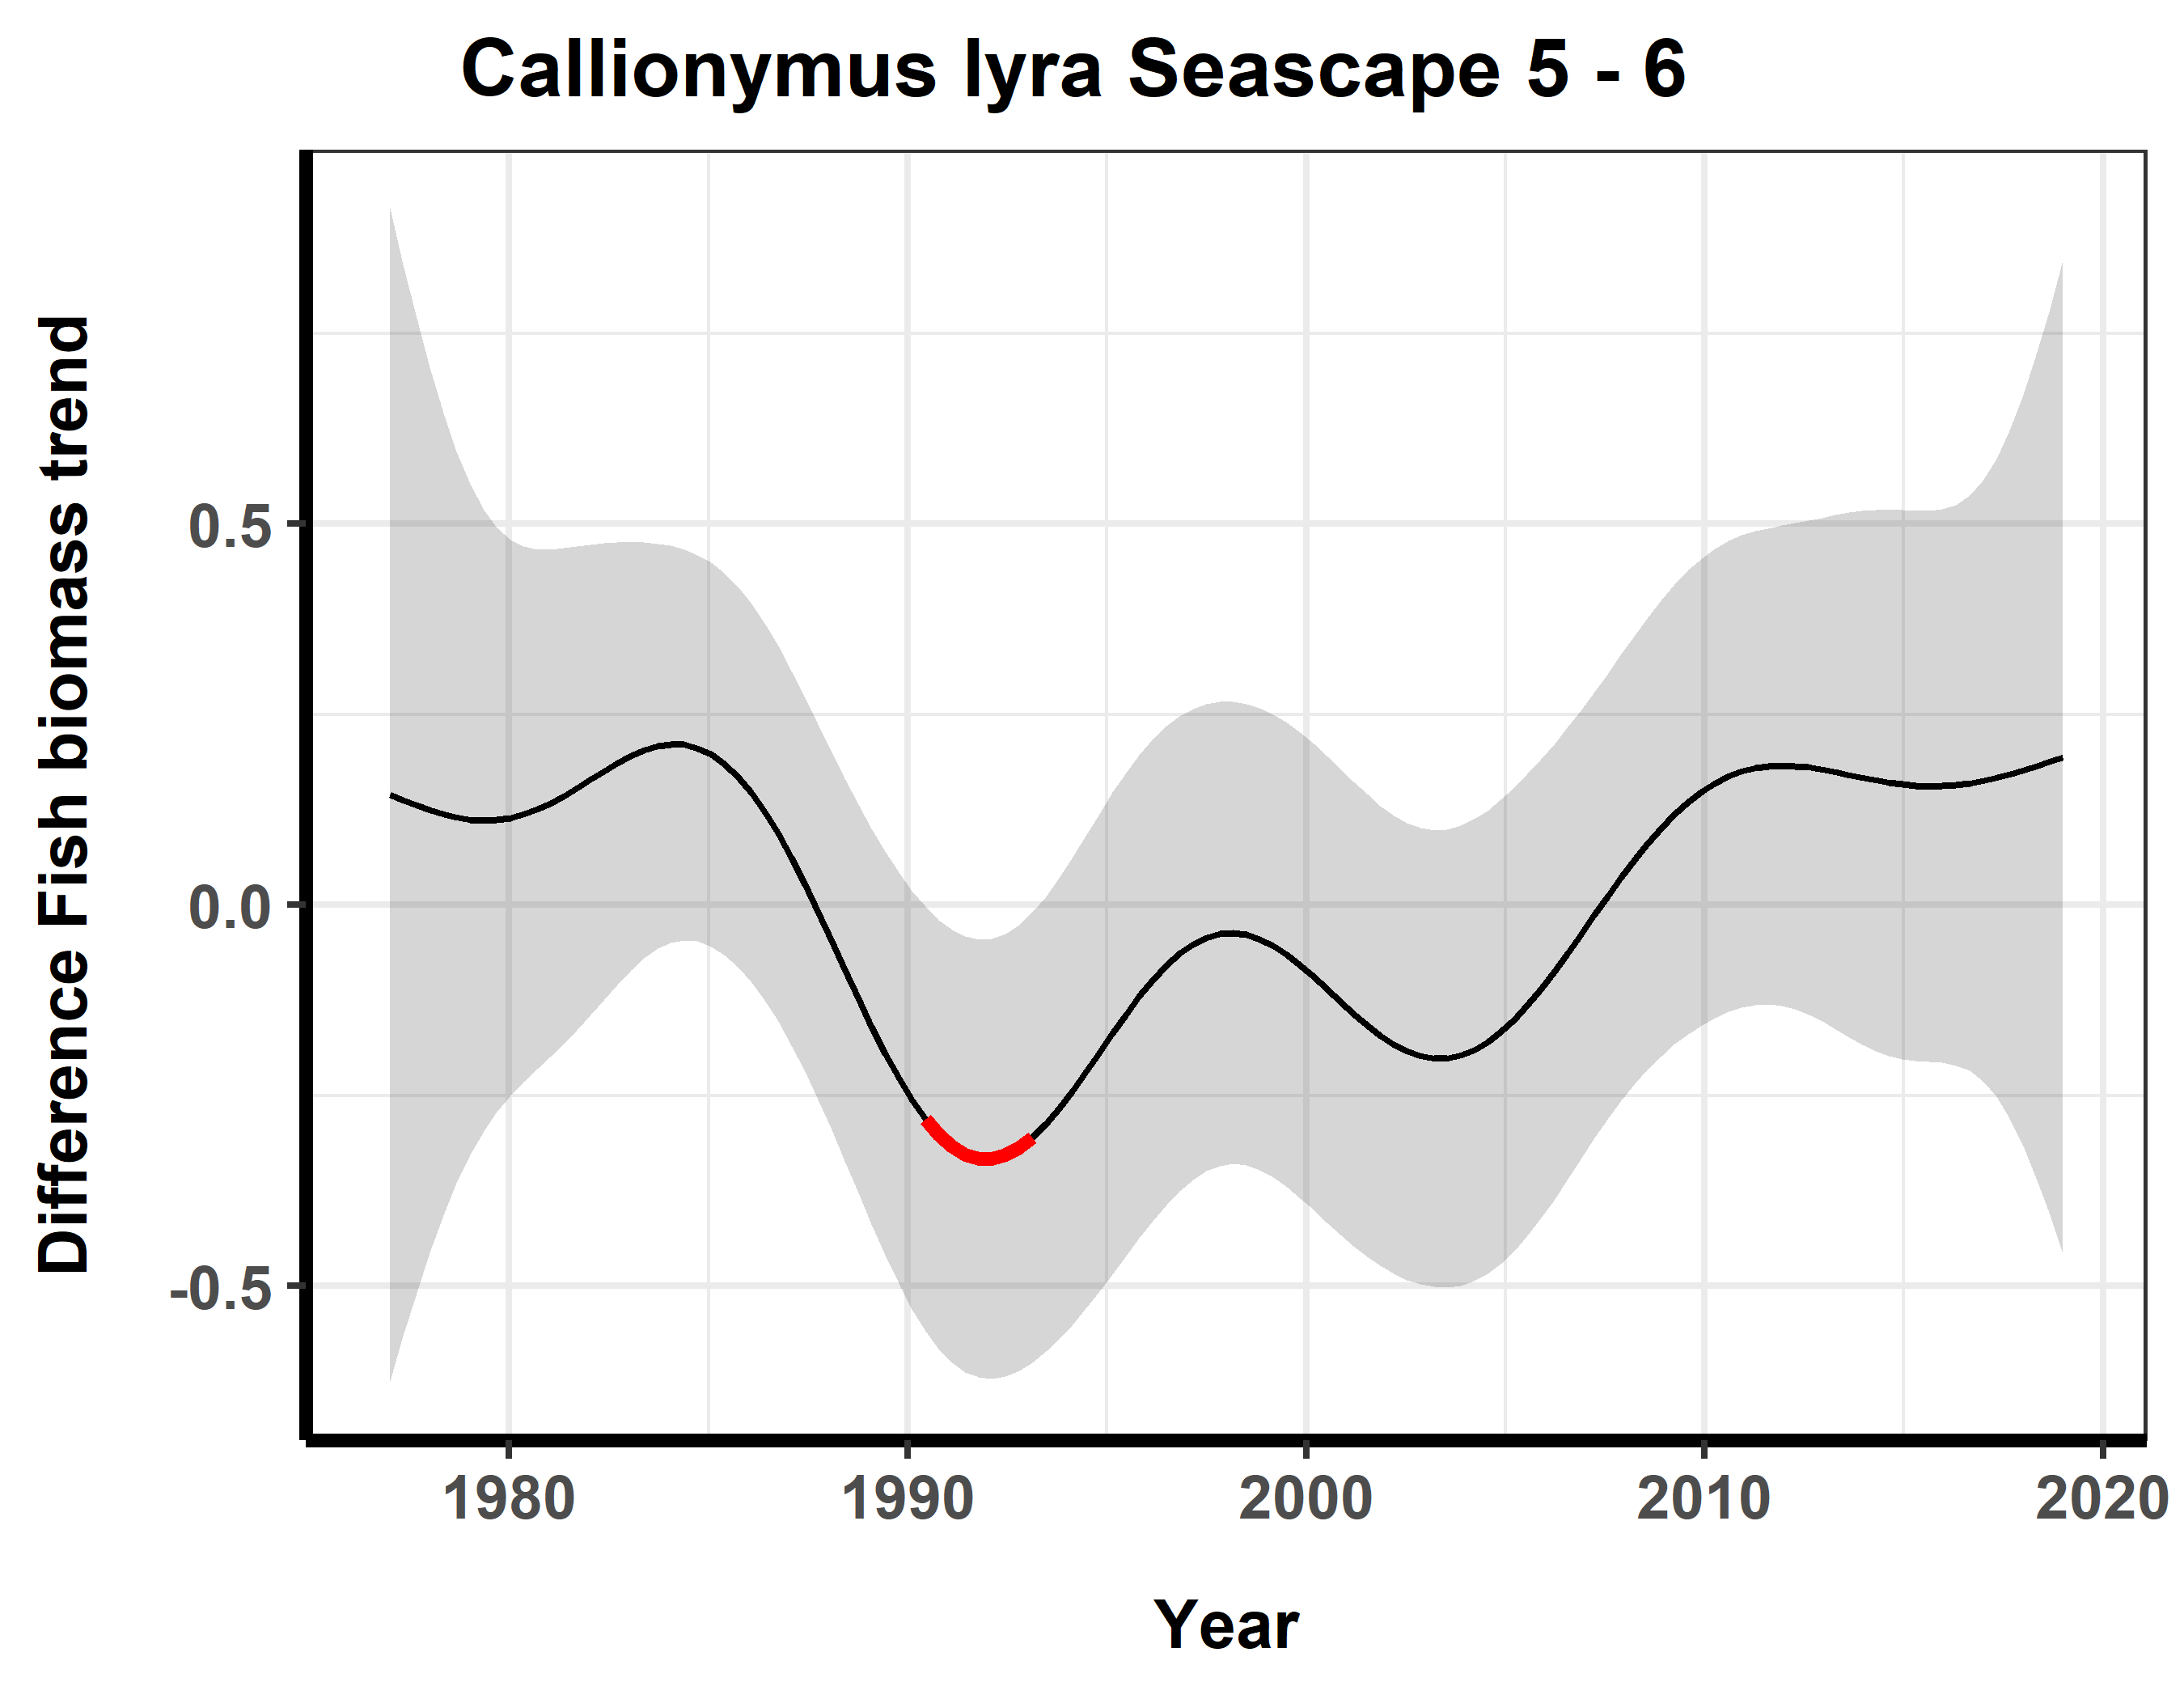 Callionymus lyra Seascape 5 - 6
Difference Fish biomass trend
0.5
0.0
-0.5
1980 1990 2000 2010 2020
Year